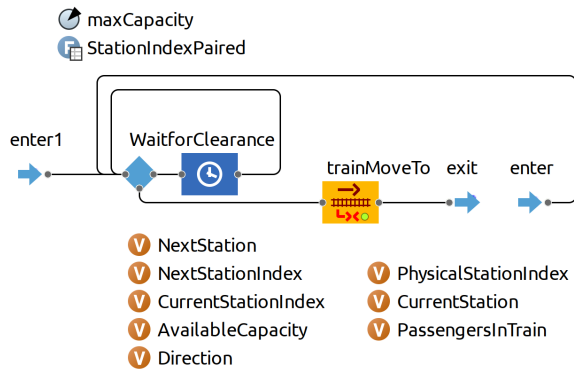 maxCapacity
StationIndexPaired
enter1
WaitforClearance
trainMoveTo
exit
enter
NextStation
NextStationIndex
PhysicalStationIndex
CurrentStationIndex
CurrentStation
AvailableCapacity
PassengersInTrain
Direction